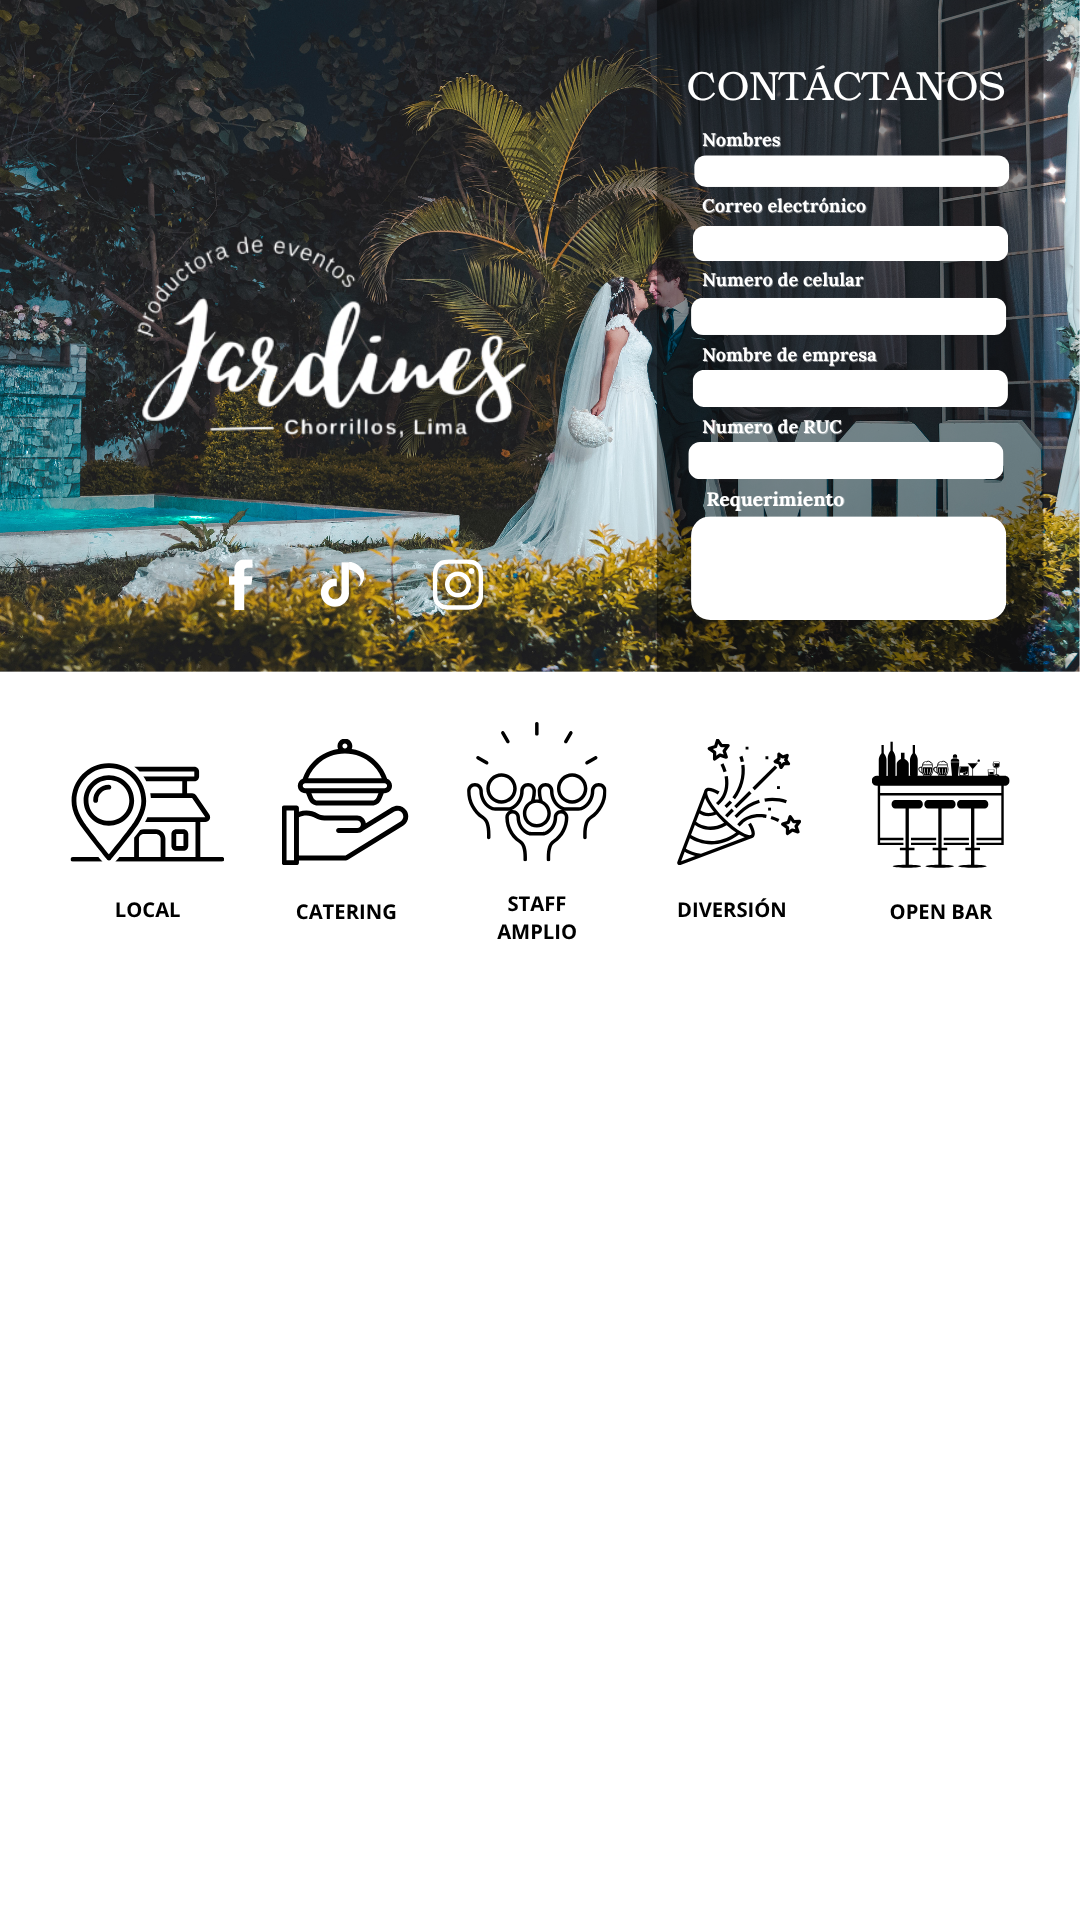 productora de eventos
Jardines
Chorrillos, Lima
CONTÁCTANOS
Nombres
Correo electrónico
Numero de celular
Nombre de empresa
Numero de RUC
Requerimiento
LOCAL
CATERING
STAFF
AMPLIO
DIVERSIÓN
OPEN BAR